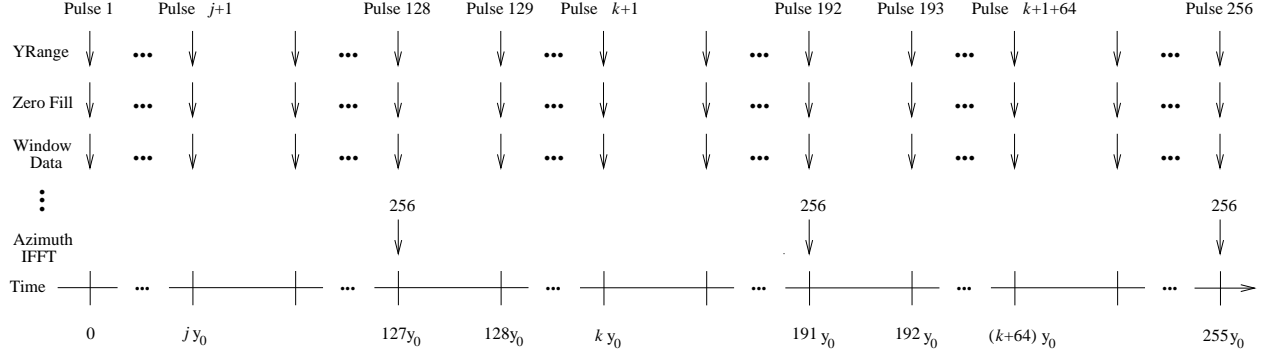 Pulse 1 Pulse j+1 Pulse 128 Pulse 129 Pulse k+1 Pulse 192 Pulse 193 Pulse k+1+64 Pulse 256
YRange
Zero Fill
Window
Data
256 256 256
Azimuth
IFFT
Time
0 j y0 127y0 128y0 k y0 191 y0 192 y0 (k+64) y0 255y0